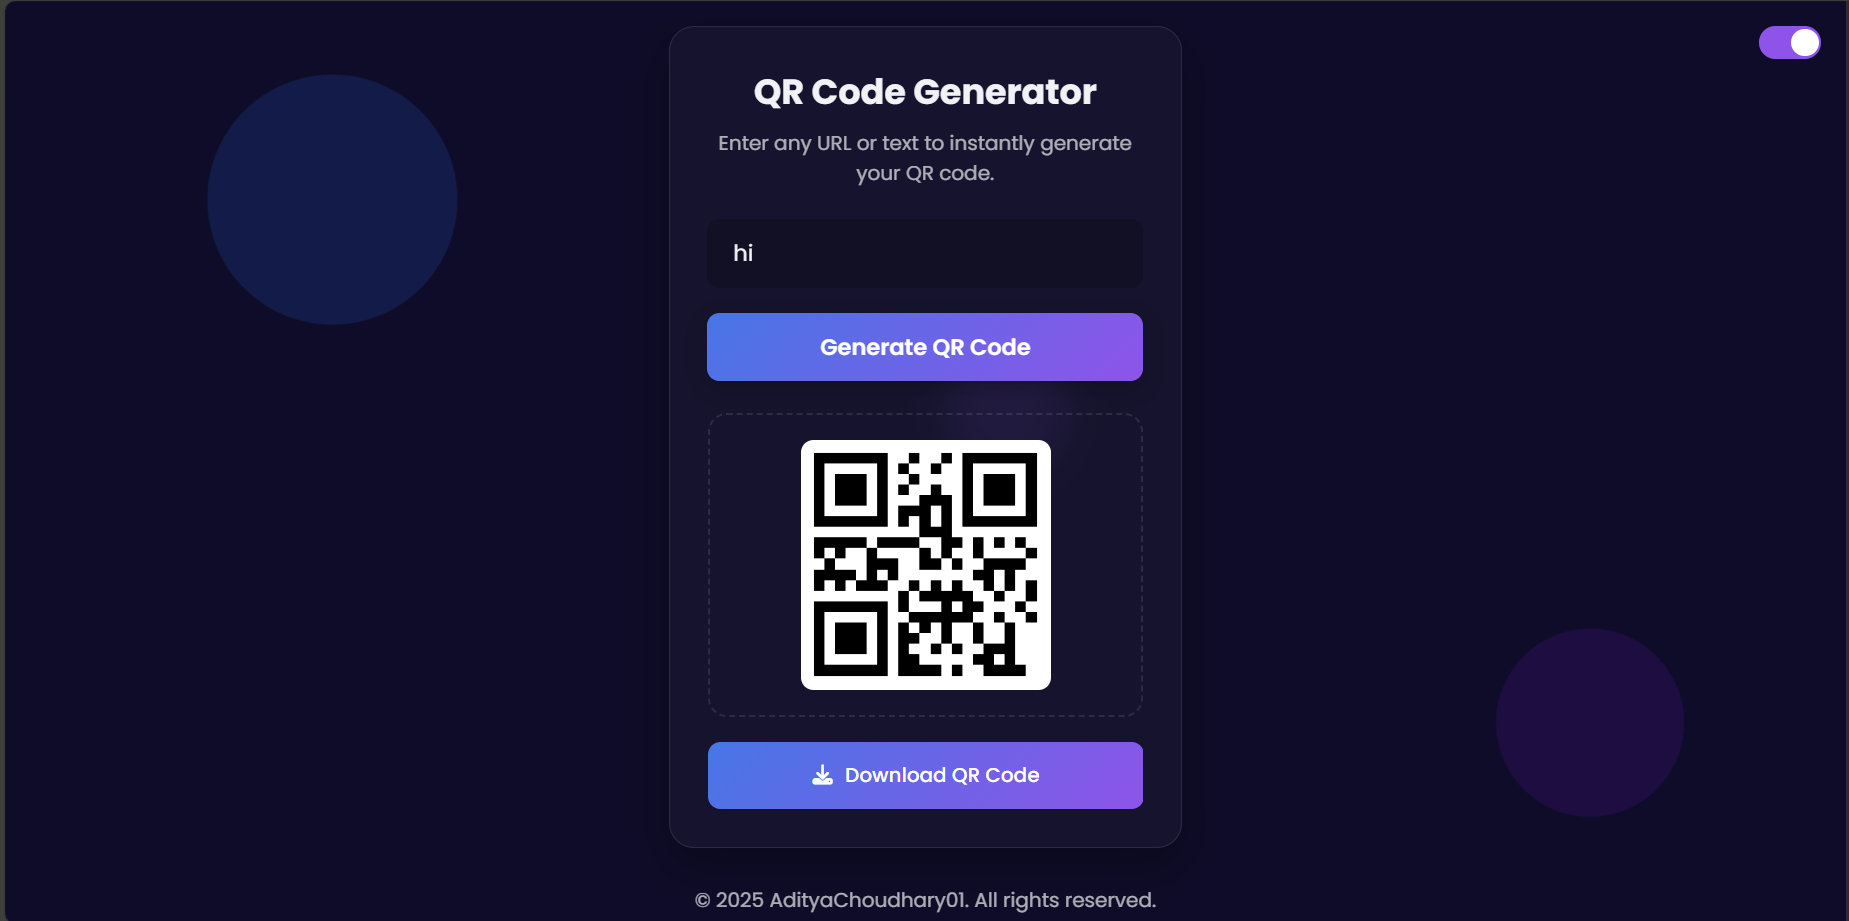 QR Code Generator
Enter any URL or text to instantly generate
your QR code.
hi
Generate QR Code
Download QR Code
© 2025 AdityaChoudhary01. All rights reserved.